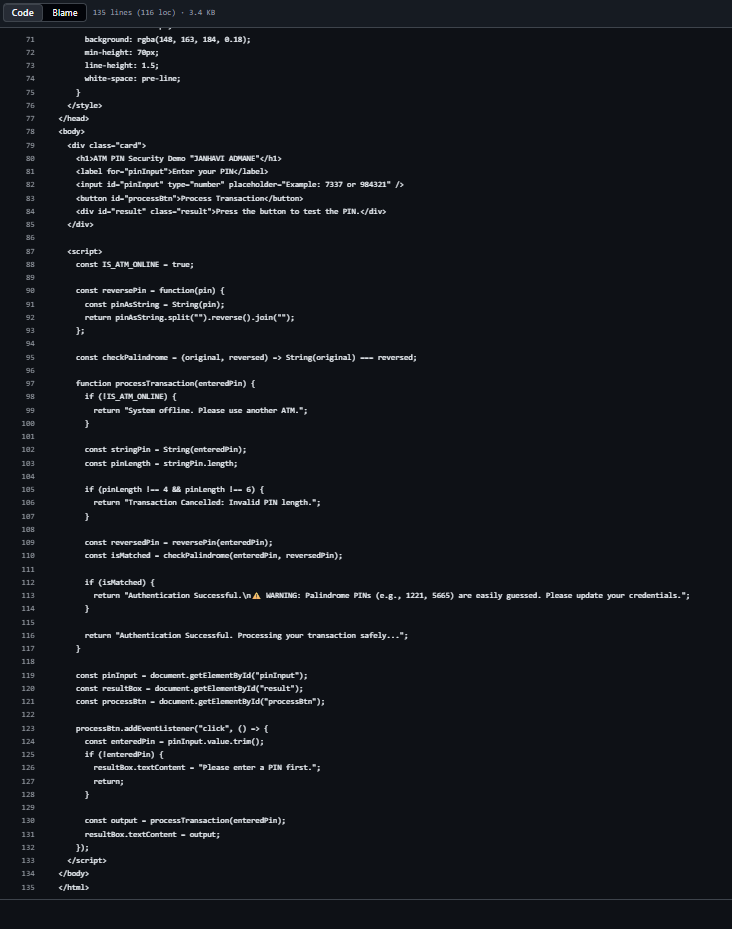 Code Blame 135 lines (116 loc) · 3.4 KB
71 background: rgba(148, 163, 184, 0.18);
72 min-height: 70px;
73 line-height: 1.5;
74 white-space: pre-line;
75 }
76 </style>
77 </head>
78 <body>
79 <div class="card">
80 <h1>ATM PIN Security Demo "JANHAVI ADMANE"</h1>
81 <label for="pinInput">Enter your PIN</label>
82 <input id="pinInput" type="number" placeholder="Example: 7337 or 984321" />
83 <button id="processBtn">Process Transaction</button>
84 <div id="result" class="result">Press the button to test the PIN.</div>
85 </div>
86
87 <script>
88 const IS_ATM_ONLINE = true;
89
90 const reversePin = function(pin) {
91 const pinAsString = String(pin);
92 return pinAsString.split("").reverse().join("");
93 };
94
95 const checkPalindrome = (original, reversed) => String(original) === reversed;
96
97 function processTransaction(enteredPin) {
98 if (!IS_ATM_ONLINE) {
99 return "System offline. Please use another ATM.";
100 }
101
102 const stringPin = String(enteredPin);
103 const pinLength = stringPin.length;
104
105 if (pinLength !== 4 && pinLength !== 6) {
106 return "Transaction Cancelled: Invalid PIN length.";
107 }
108
109 const reversedPin = reversePin(enteredPin);
110 const isMatched = checkPalindrome(enteredPin, reversedPin);
111
112 if (isMatched) {
113 return "Authentication Successful.\n⚠️ WARNING: Palindrome PINs (e.g., 1221, 5665) are easily guessed. Please update your credentials.";
114 }
115
116 return "Authentication Successful. Processing your transaction safely...";
117 }
118
119 const pinInput = document.getElementById("pinInput");
120 const resultBox = document.getElementById("result");
121 const processBtn = document.getElementById("processBtn");
122
123 processBtn.addEventListener("click", () => {
124 const enteredPin = pinInput.value.trim();
125 if (!enteredPin) {
126 resultBox.textContent = "Please enter a PIN first.";
127 return;
128 }
129
130 const output = processTransaction(enteredPin);
131 resultBox.textContent = output;
132 });
133 </script>
134 </body>
135 </html>